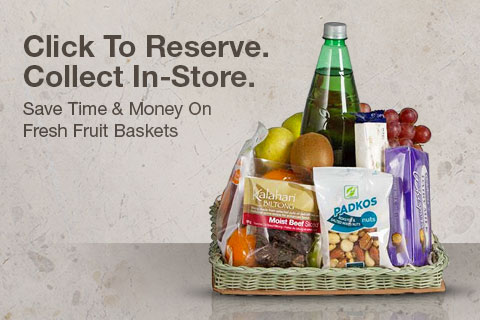 Click To Reserve.
Collect In-Store.
Save Time & Money On
Fresh Fruit Baskets
Kalahari
BILTONG
Moist Beef Sliced
PADKOS
nuts